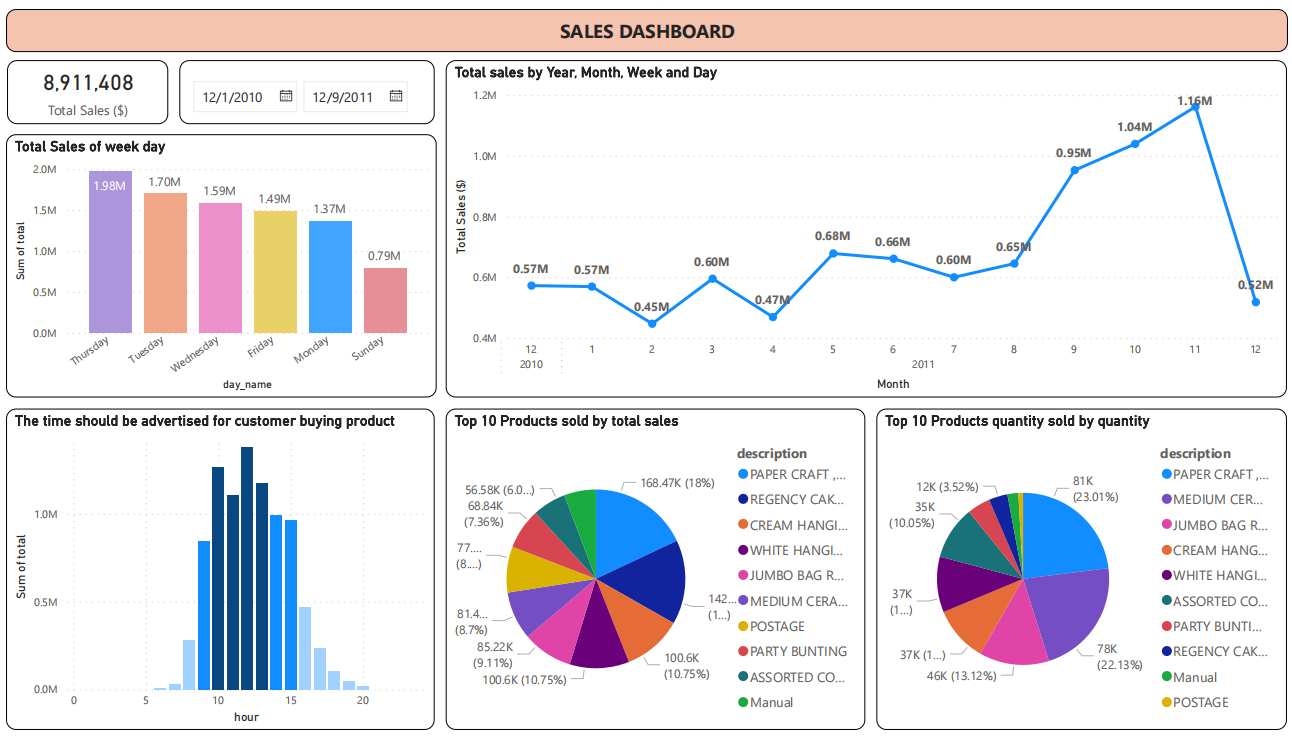 SALES DASHBOARD
8,911,408
Total Sales ($)
12/1/2010
12/9/2011
Total Sales of week day
Sum of total
2.0M
1.5M
1.0M
0.5M
0.0M
1.98M
1.70M
1.59M
1.49M
1.37M
0.79M
Thursday
Tuesday
Wednesday
Friday
Monday
Sunday
day_name
Total sales by Year, Month, Week and Day
Total Sales ($)
1.2M
1.0M
0.8M
0.6M
0.4M
0.57M
0.57M
0.45M
0.60M
0.47M
0.68M
0.66M
0.60M
0.65M
0.95M
1.04M
1.16M
0.52M
12 1 2 3 4 5 6 7 8 9 10 11 12
2010 2011
Month
The time should be advertised for customer buying product
Sum of total
1.0M
0.5M
0.0M
0 5 10 15 20
hour
Top 10 Products sold by total sales
168.47K (18%)
142...
(1...)
100.6K
(10.75%)
100.6K (10.75%)
85.22K
(9.11%)
81.4...
(8.7%)
77....
(8...)
68.84K
(7.36%)
56.58K (6.0...)
description
PAPER CRAFT ,...
REGENCY CAK...
CREAM HANGI...
WHITE HANGI...
JUMBO BAG R...
MEDIUM CERA...
POSTAGE
PARTY BUNTING
ASSORTED CO...
Manual
Top 10 Products quantity sold by quantity
81K
(23.01%)
78K
(22.13%)
46K (13.12%)
37K (1...)
37K
(1...)
35K
(10.05%)
12K (3.52%)
description
PAPER CRAFT ,...
MEDIUM CER...
JUMBO BAG R...
CREAM HANG...
WHITE HANGI...
ASSORTED CO...
PARTY BUNTI...
REGENCY CAK...
Manual
POSTAGE